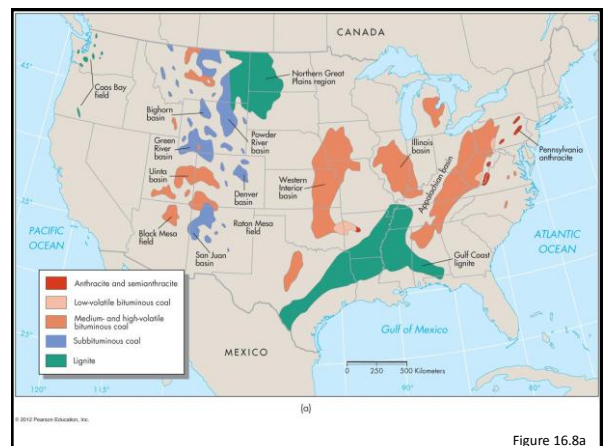 CANADA
45°
Coos Bay
field
Northern Great
Plains region
Bighorn
basin
Green
River
basin
Powder
River
basin
Illinois
basin
Appalachian basin
Pennsylvania
anthracite
Uinta
basin
Denver
basin
Western
Interior
basin
35°
PACIFIC
OCEAN
Black Mesa
field
Raton Mesa
field
San Juan
basin
ATLANTIC
OCEAN
Gulf Coast
lignite
Anthracite and semianthracite
Low-volatile bituminous coal
Medium- and high-volatile
bituminous coal
Subbituminous coal
Lignite
25°
Gulf of Mexico
MEXICO
0 250 500 Kilometers
120° 115° 90° 80°
(a)
© 2012 Pearson Education, Inc.
Figure 16.8a